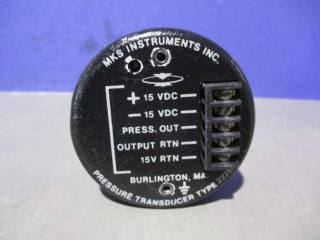 MKS INSTRUMENTS INC.
+ 15 VDC
− 15 VDC
PRESS. OUT
OUTPUT RTN
15V RTN
BURLINGTON, MA.
PRESSURE TRANSDUCER TYPE